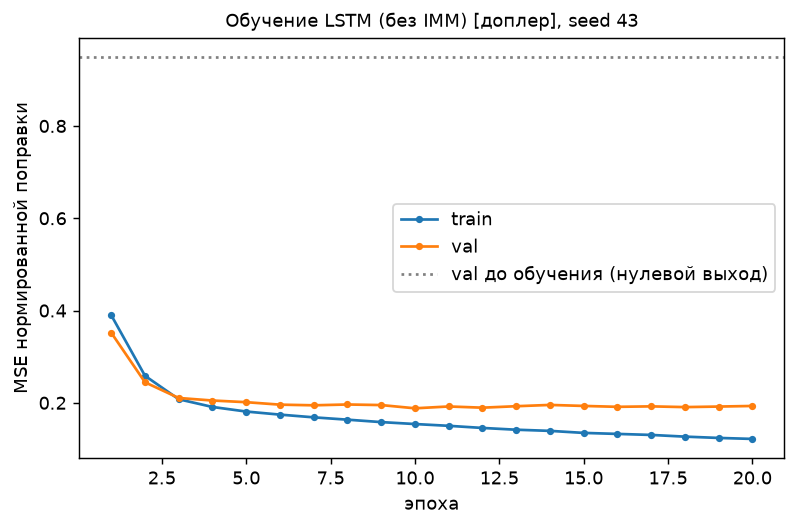 Обучение LSTM (без IMM) [доплер], seed 43
MSE нормированной поправки
0.8
0.6
0.4
0.2
train
val
val до обучения (нулевой выход)
2.5 5.0 7.5 10.0 12.5 15.0 17.5 20.0
эпоха